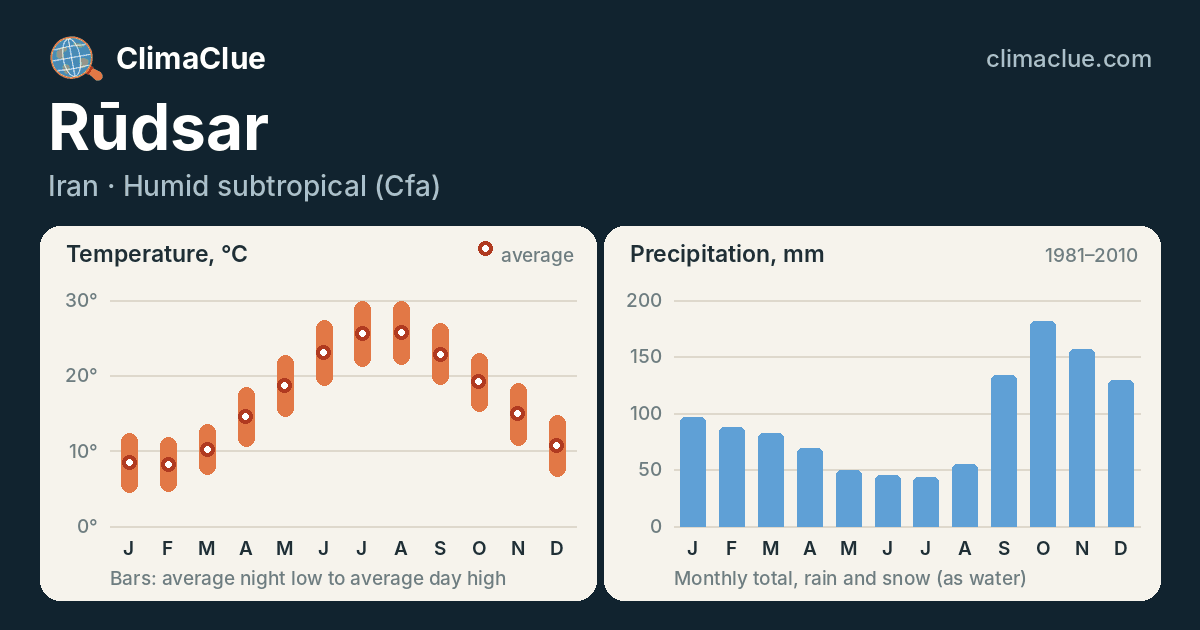 ClimaClue
climaclue.com
Rūdsar
Iran · Humid subtropical (Cfa)
Temperature, °C
average
30°
20°
10°
0°
J F M A M J J A S O N D
Bars: average night low to average day high
Precipitation, mm
1981–2010
200
150
100
50
0
J F M A M J J A S O N D
Monthly total, rain and snow (as water)